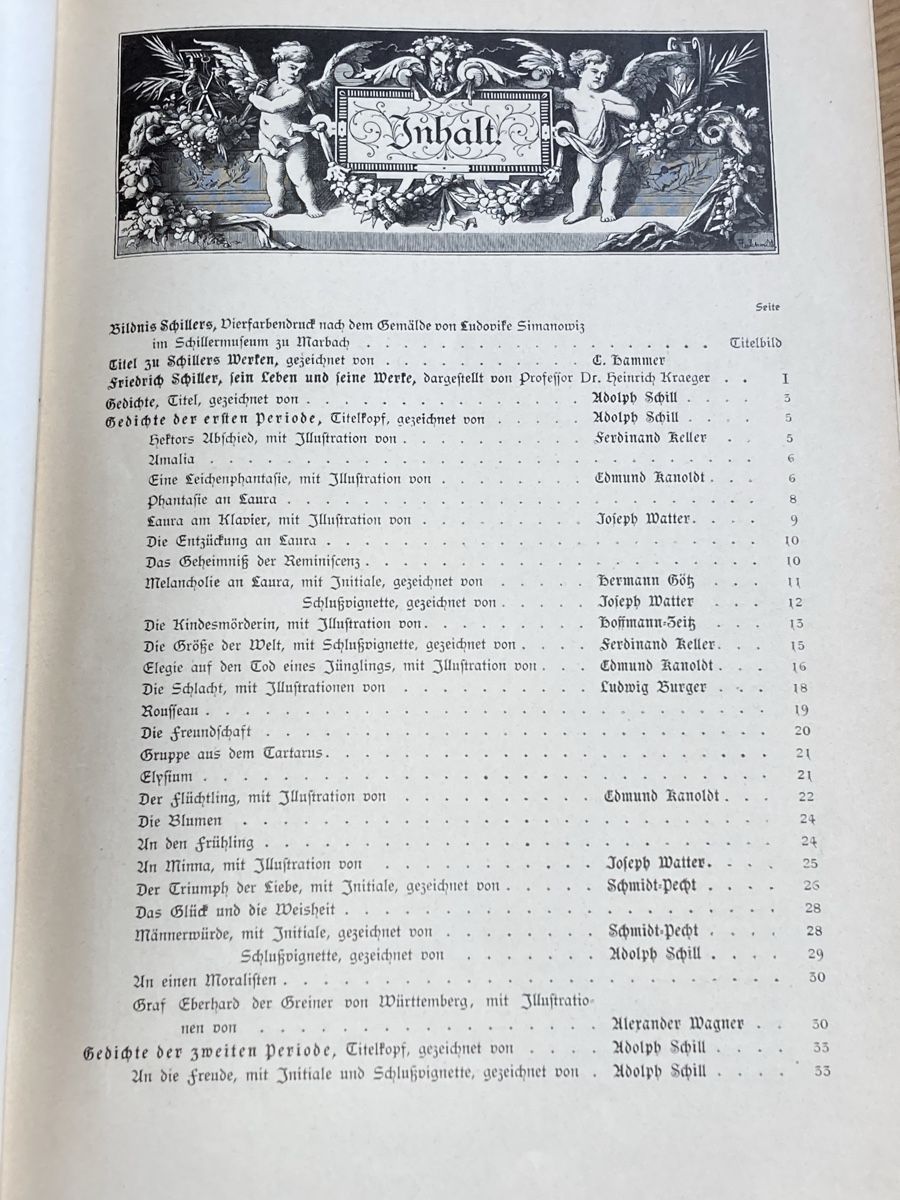 Inhalt.
Seite
Bildnis Schillers, Vierfarbendruck nach dem Gemälde von Ludovike Simanowiz
im Schillermuseum zu Marbach . . . . . . . . . . . . . . . Titelbild
Titel zu Schillers Werken, gezeichnet von . . . . . . . . . . . C. Hammer
Friedrich Schiller, sein Leben und seine Werke, dargestellt von Professor Dr. Heinrich Kraeger . . I
Gedichte, Titel, gezeichnet von . . . . . . . . . . . . . . Adolph Schill . . . . 3
Gedichte der ersten Periode, Titelkopf, gezeichnet von . . . . . Adolph Schill . . . . 5
Hektors Abschied, mit Illustration von . . . . . . . . . Ferdinand Keller . . 5
Amalia . . . . . . . . . . . . . . . . . . . . . . . . 6
Eine Leichenphantasie, mit Illustration von . . . . . . . Edmund Kanoldt . . . 6
Phantasie an Laura . . . . . . . . . . . . . . . . . . . 8
Laura am Klavier, mit Illustration von . . . . . . . . Joseph Watter . . . . 9
Die Entzückung an Laura . . . . . . . . . . . . . . . . . . 10
Das Geheimniß der Reminiscenz . . . . . . . . . . . . . . . . 10
Melancholie an Laura, mit Initiale, gezeichnet von . . . . . Hermann Götz . . . 11
Schlußvignette, gezeichnet von . . . . . Joseph Watter . . . 12
Die Kindesmörderin, mit Illustration von . . . . . . . . Hoffmann-Zeitz . . . 13
Die Größe der Welt, mit Schlußvignette, gezeichnet von . . . . Ferdinand Keller . . . 15
Elegie auf den Tod eines Jünglings, mit Illustration von . . . Edmund Kanoldt . . . 16
Die Schlacht, mit Illustrationen von . . . . . . . . . Ludwig Burger . . . 18
Rousseau . . . . . . . . . . . . . . . . . . . . . . . 19
Die Freundschaft . . . . . . . . . . . . . . . . . . . . 20
Gruppe aus dem Tartarus . . . . . . . . . . . . . . . . . . 21
Elysium . . . . . . . . . . . . . . . . . . . . . . . 21
Der Flüchtling, mit Illustration von . . . . . . . . . Edmund Kanoldt . . . 22
Die Blumen . . . . . . . . . . . . . . . . . . . . . . 24
An den Frühling . . . . . . . . . . . . . . . . . . . . 24
An Minna, mit Illustration von . . . . . . . . . . Joseph Watter . . . . 25
Der Triumph der Liebe, mit Initiale, gezeichnet von . . . . . Schmidt-Pecht . . . . 26
Das Glück und die Weisheit . . . . . . . . . . . . . . . . . 28
Männerwürde, mit Initiale, gezeichnet von . . . . . . . Schmidt-Pecht . . . . 28
Schlußvignette, gezeichnet von . . . . . . Adolph Schill . . . . 29
An einen Moralisten . . . . . . . . . . . . . . . . . . . 30
Graf Eberhard der Greiner von Württemberg, mit Illustratio-
nen von . . . . . . . . . . . . . . Alexander Wagner . . 30
Gedichte der zweiten Periode, Titelkopf, gezeichnet von . . . . Adolph Schill . . . . 33
An die Freude, mit Initiale und Schlußvignette, gezeichnet von . Adolph Schill . . . . 33